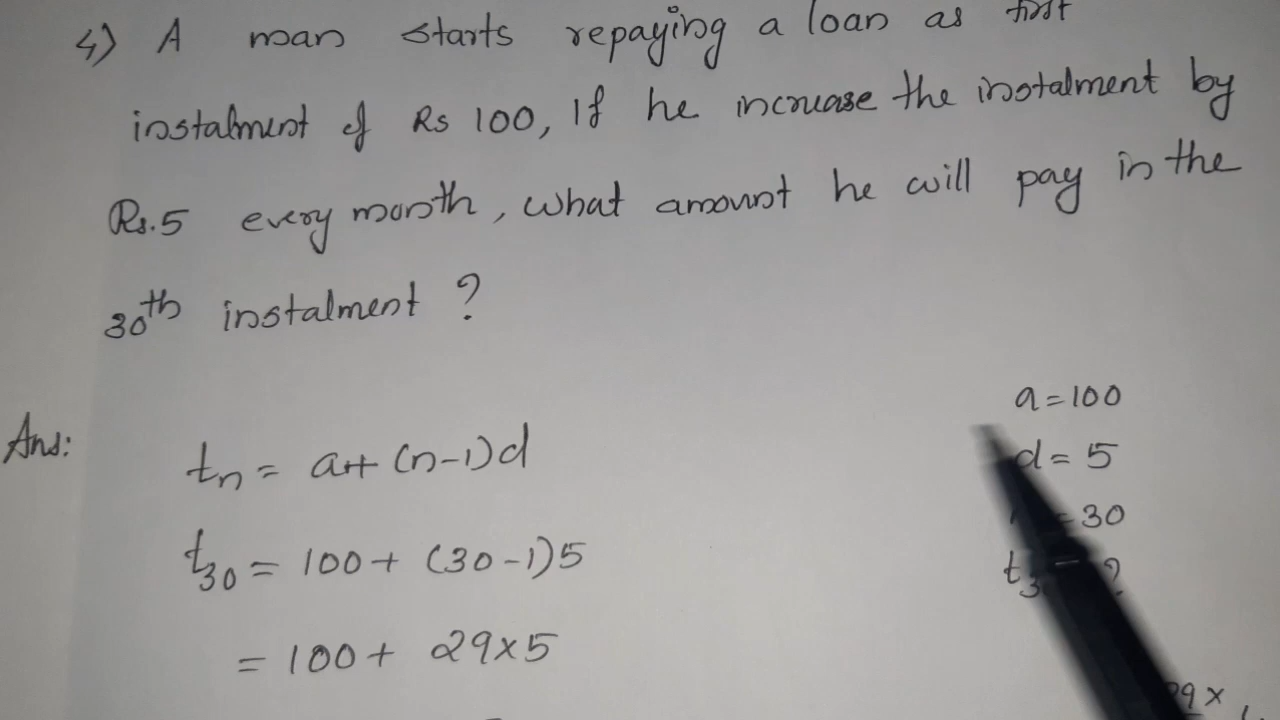 4) A man starts repaying a loan as first
instalment of Rs 100, If he increase the instalment by
Rs.5 every month, what amount he will pay in the
30th instalment ?
Ans:
tn = a+ (n-1)d
t30 = 100 + (30-1)5
= 100 + 29x5
a=100
d= 5
=30
?
29 x